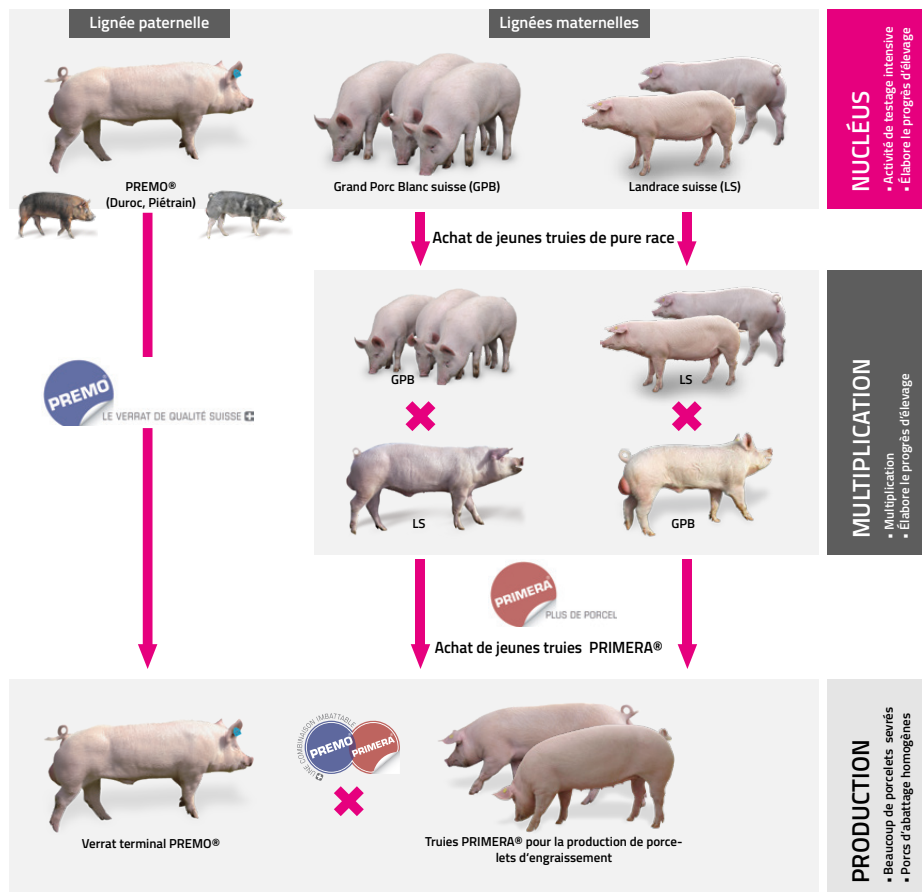 Lignée paternelle
Lignées maternelles
PREMO®
(Duroc, Piétrain)
Grand Porc Blanc suisse (GPB)
Landrace suisse (LS)
NUCLÉUS
▪ Activité de testage intensive
▪ Élabore le progrès d'élevage
Achat de jeunes truies de pure race
GPB
LS
PREMO®
LE VERRAT DE QUALITÉ SUISSE
LS
GPB
MULTIPLICATION
▪ Multiplication
▪ Élabore le progrès d'élevage
PRIMERA®
PLUS DE PORCEL
Achat de jeunes truies PRIMERA®
UNE COMBINAISON IMBATTABLE
PREMO®
PRIMERA®
Verrat terminal PREMO®
Truies PRIMERA® pour la production de porce-
lets d'engraissement
PRODUCTION
▪ Beaucoup de porcelets sevrés
▪ Porcs d'abattage homogènes